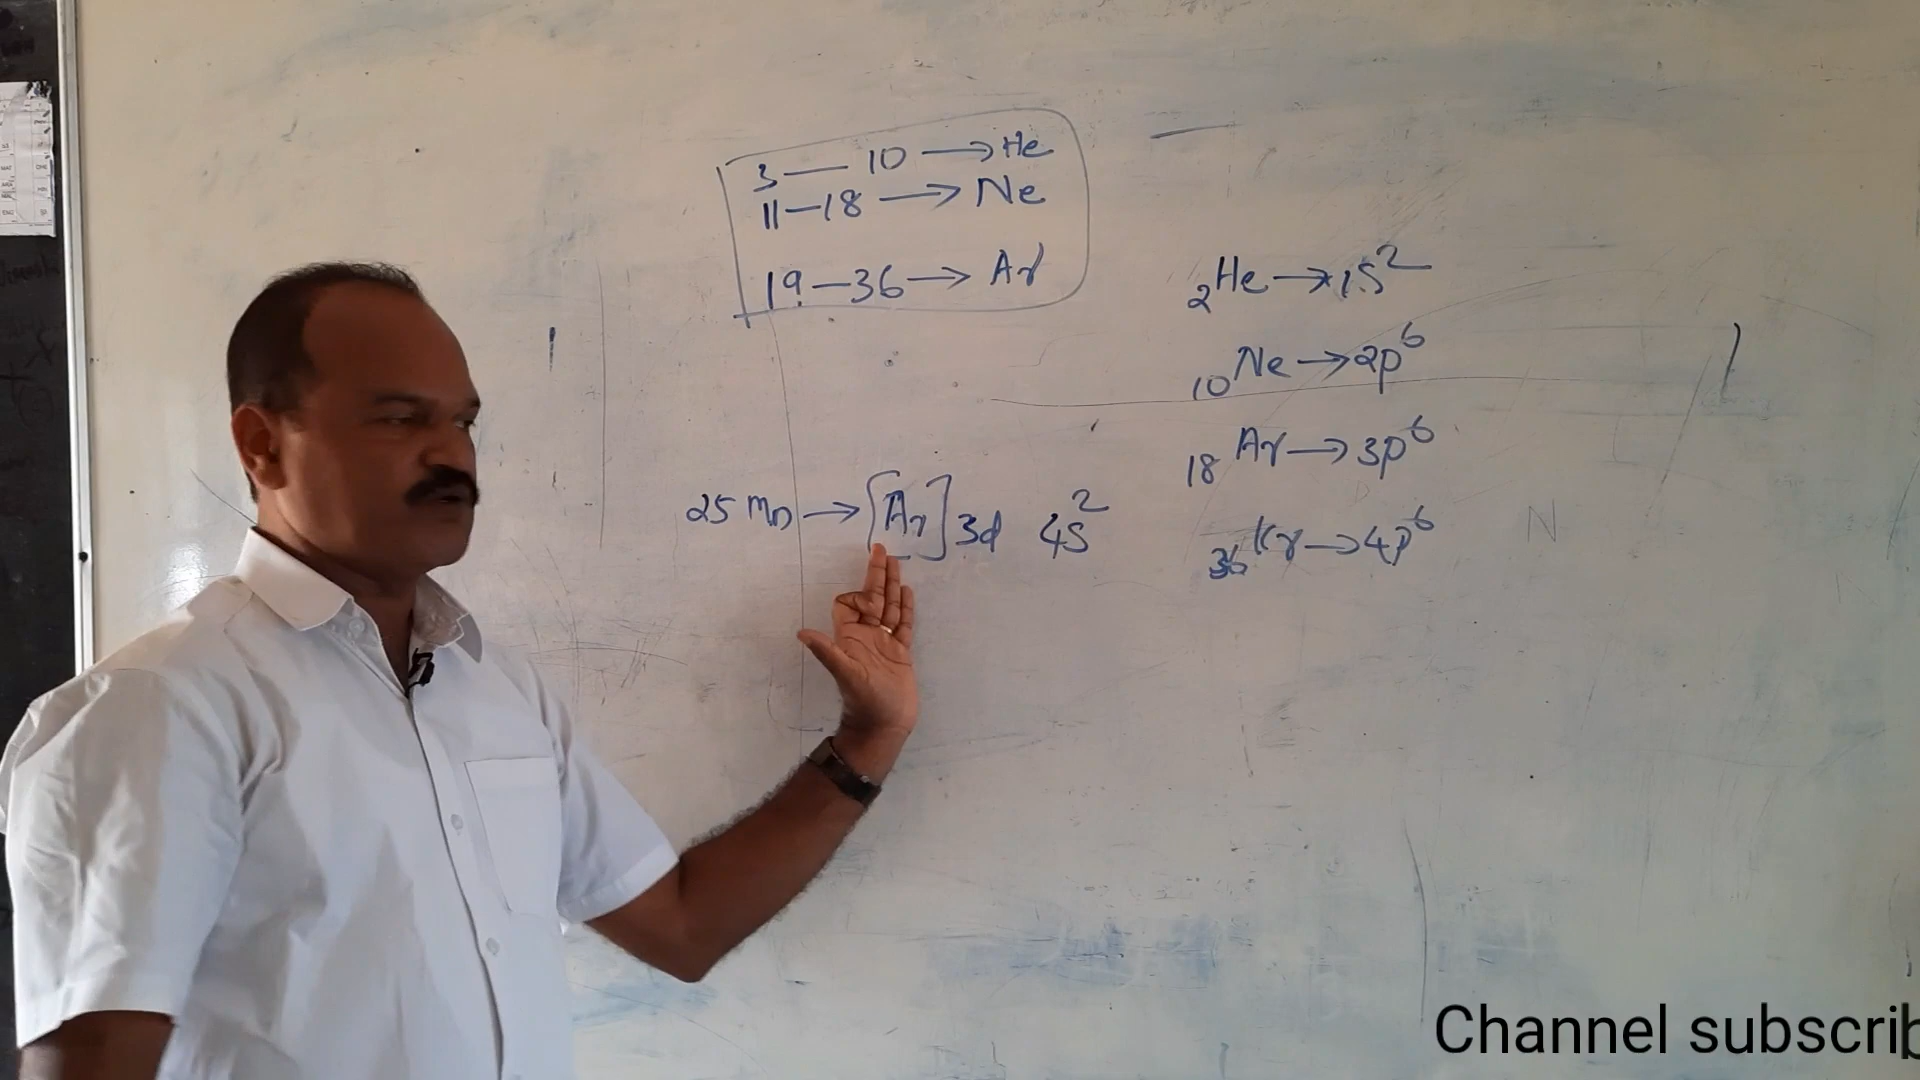 3 — 10 → He
11 — 18 → Ne
19 — 36 → Ar
₂He → 1s²
₁₀Ne → 2p⁶
₁₈Ar → 3p⁶
₃₆Kr → 4p⁶
25 Mn → [Ar] 3d 4s²
N
Channel subscrib